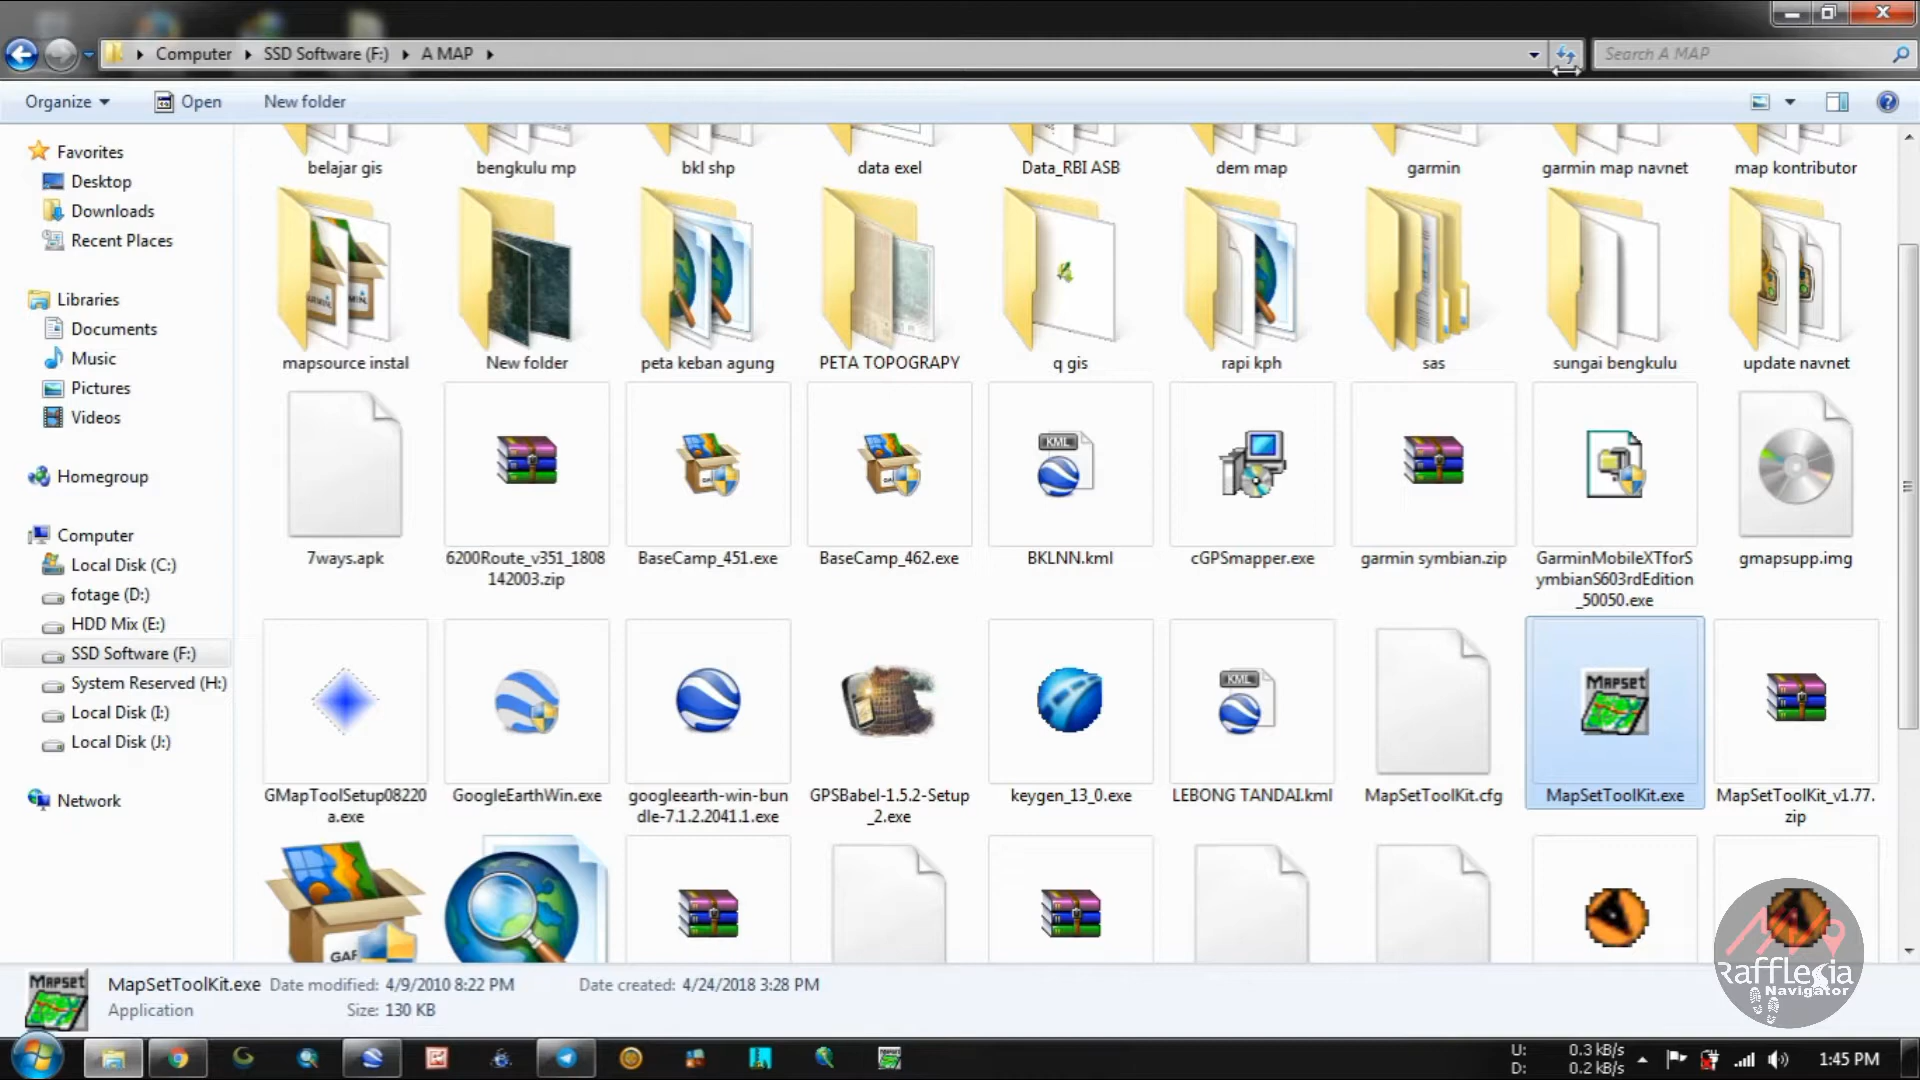 Computer
SSD Software (F:)
A MAP
Search A MAP
Organize
Open
New folder
Favorites
Desktop
Downloads
Recent Places
Libraries
Documents
Music
Pictures
Videos
Homegroup
Computer
Local Disk (C:)
fotage (D:)
HDD Mix (E:)
SSD Software (F:)
System Reserved (H:)
Local Disk (I:)
Local Disk (J:)
Network
belajar gis
bengkulu mp
bkl shp
data exel
Data_RBI ASB
dem map
garmin
garmin map navnet
map kontributor
mapsource instal
New folder
peta keban agung
PETA TOPOGRAPY
q gis
rapi kph
sas
sungai bengkulu
update navnet
7ways.apk
6200Route_v351_1808
142003.zip
BaseCamp_451.exe
BaseCamp_462.exe
KML
BKLNN.kml
cGPSmapper.exe
garmin symbian.zip
GarminMobileXTforS
ymbianS603rdEdition
_50050.exe
gmapsupp.img
GMapToolSetup08220
a.exe
GoogleEarthWin.exe
googleearth-win-bun
dle-7.1.2.2041.1.exe
GPSBabel-1.5.2-Setup
_2.exe
keygen_13_0.exe
KML
LEBONG TANDAI.kml
MapSetToolKit.cfg
Mapset
MapSetToolKit.exe
MapSetToolKit_v1.77.
zip
Mapset
MapSetToolKit.exe
Date modified: 4/9/2010 8:22 PM
Date created: 4/24/2018 3:28 PM
Application
Size: 130 KB
Rafflesia
Navigator
U: 0.3 kB/s
D: 0.2 kB/s
1:45 PM